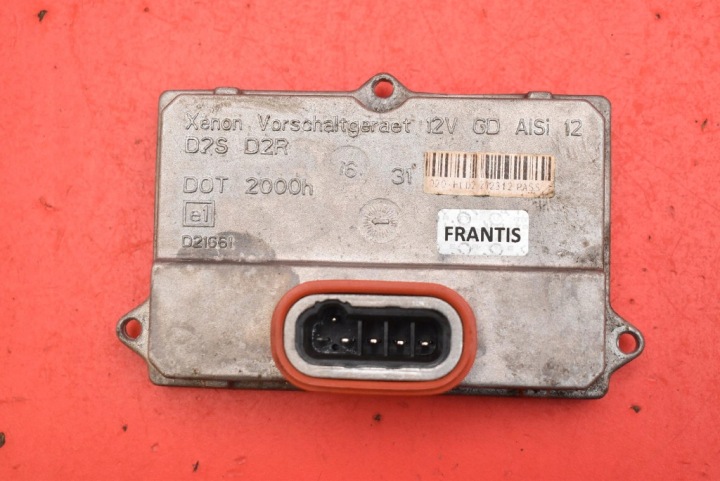 Xenon Vorschaltgeraet 12V GD AlSi 12
D2S D2R
DOT 2000h
16
31
e1
D21661
FRANTIS